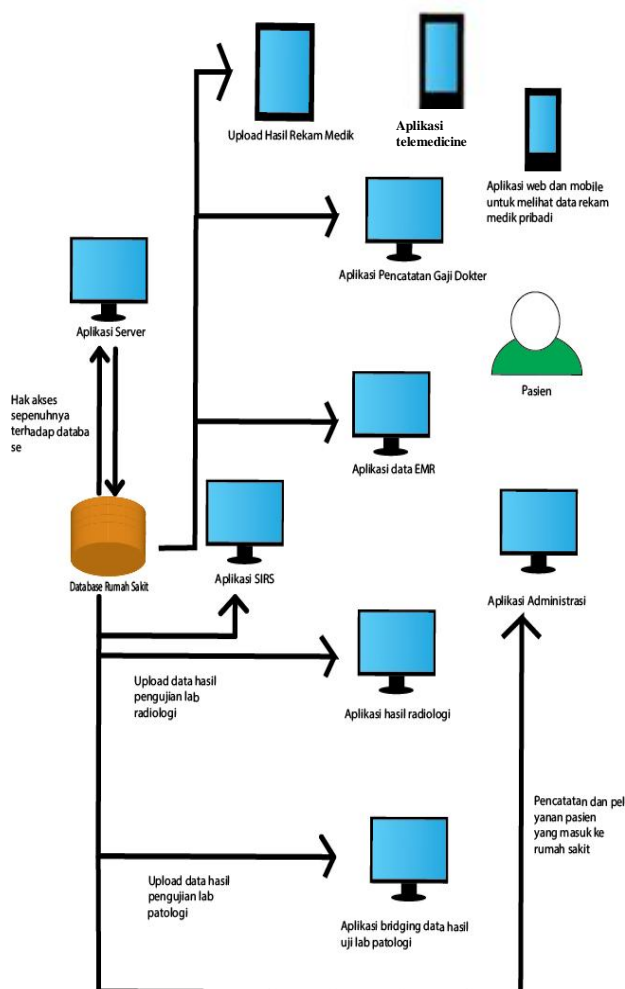 Upload Hasil Rekam Medik
Aplikasi
telemedicine
Aplikasi web dan mobile
untuk melihat data rekam
medik pribadi
Aplikasi Pencatatan Gaji Dokter
Aplikasi Server
Pasien
Hak akses
sepenuhnya
terhadap databa
se
Aplikasi data EMR
Database Rumah Sakit
Aplikasi SIRS
Aplikasi Administrasi
Upload data hasil
pengujian lab
radiologi
Aplikasi hasil radiologi
Pencatatan dan pel
yanan pasien
yang masuk ke
rumah sakit
Upload data hasil
pengujian lab
patologi
Aplikasi bridging data hasil
uji lab patologi